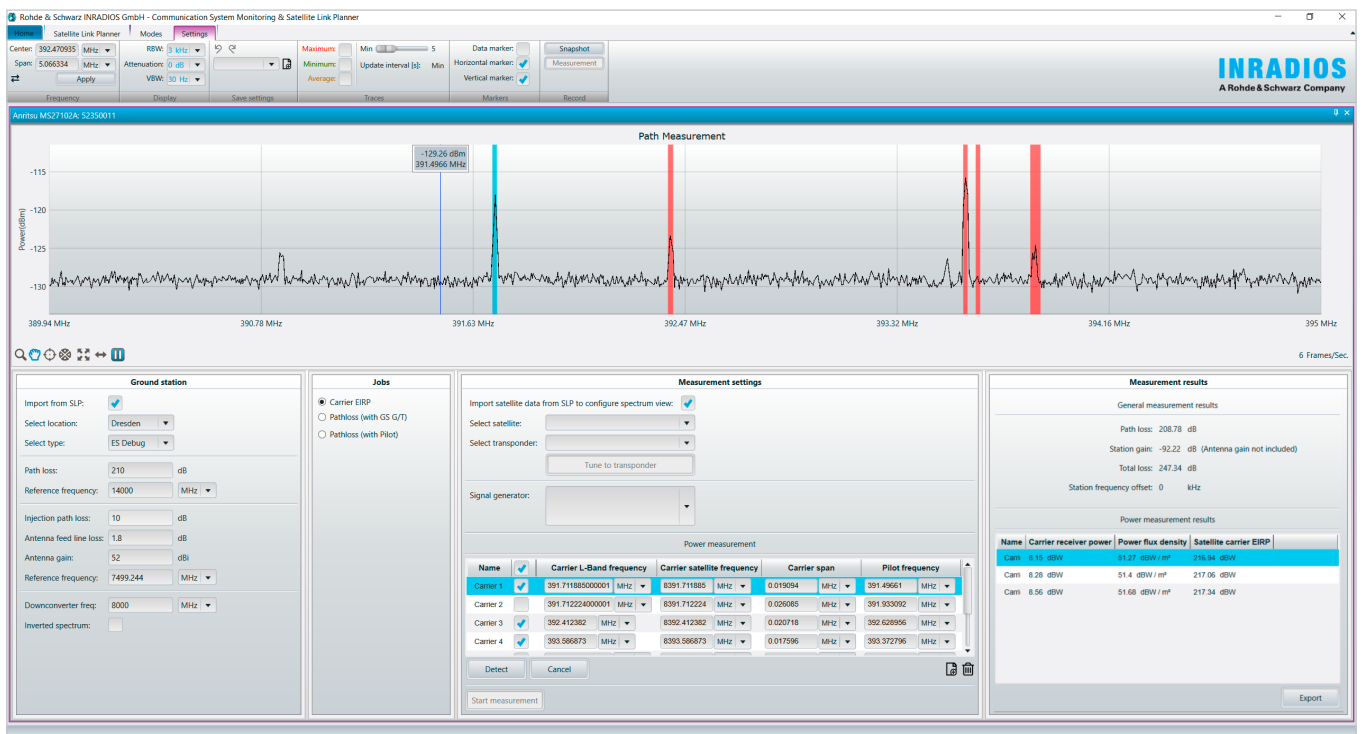 Rohde & Schwarz INRADIOS GmbH - Communication System Monitoring & Satellite Link Planner
Home Satellite Link Planner Modes Settings
Center: 392.470935 MHz RBW: 3 kHz Maximum: Min 5 Data marker: Snapshot
Span: 5.066334 MHz Attenuation: 0 dB Minimum: Update interval [s]: Min Horizontal marker: Measurement
Apply VBW: 30 Hz Average: Vertical marker:
Frequency Display Save settings Traces Markers Record
INRADIOS
A Rohde & Schwarz Company
Anritsu MS27102A: S2350011
Path Measurement
-129.26 dBm
391.4966 MHz
Power(dBm)
-115
-120
-125
-130
389.94 MHz 390.78 MHz 391.63 MHz 392.47 MHz 393.32 MHz 394.16 MHz 395 MHz
6 Frames/Sec.
Ground station
Import from SLP:
Select location: Dresden
Select type: ES Debug
Path loss: 210 dB
Reference frequency: 14000 MHz
Injection path loss: 10 dB
Antenna feed line loss: 1.8 dB
Antenna gain: 52 dBi
Reference frequency: 7499.244 MHz
Downconverter freq: 8000 MHz
Inverted spectrum:
Jobs
Carrier EIRP
Pathloss (with GS G/T)
Pathloss (with Pilot)
Measurement settings
Import satellite data from SLP to configure spectrum view:
Select satellite:
Select transponder:
Tune to transponder
Signal generator:
Power measurement
Name Carrier L-Band frequency Carrier satellite frequency Carrier span Pilot frequency
Carrier 1 391.711885000001 MHz 8391.711885 MHz 0.019094 MHz 391.49661 MHz
Carrier 2 391.712224000001 MHz 8391.712224 MHz 0.026085 MHz 391.933092 MHz
Carrier 3 392.412382 MHz 8392.412382 MHz 0.020718 MHz 392.628956 MHz
Carrier 4 393.586873 MHz 8393.586873 MHz 0.017596 MHz 393.372796 MHz
Detect Cancel
Start measurement
Measurement results
General measurement results
Path loss: 208.78 dB
Station gain: -92.22 dB (Antenna gain not included)
Total loss: 247.34 dB
Station frequency offset: 0 kHz
Power measurement results
Name Carrier receiver power Power flux density Satellite carrier EIRP
Carri 8.15 dBW 51.27 dBW / m² 216.94 dBW
Carri 8.28 dBW 51.4 dBW / m² 217.06 dBW
Carri 8.56 dBW 51.68 dBW / m² 217.34 dBW
Export